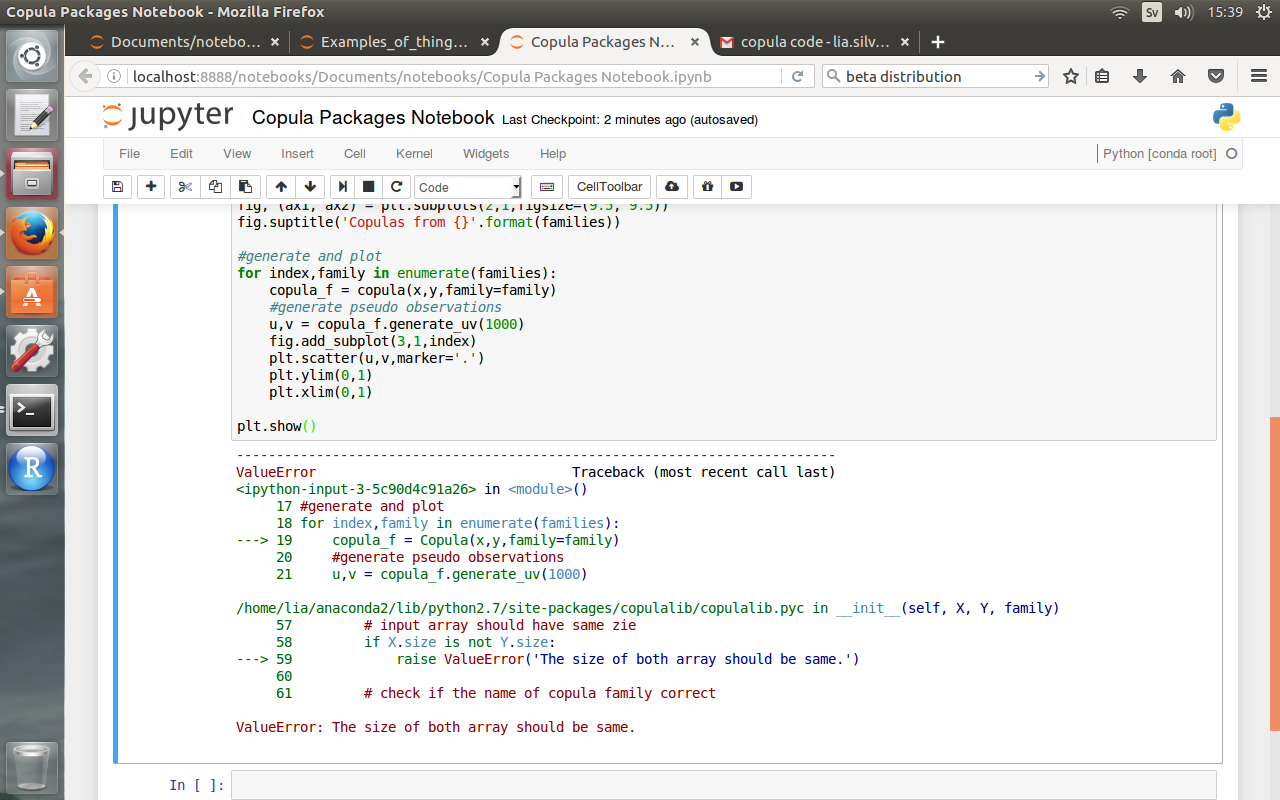 Copula Packages Notebook - Mozilla Firefox
Sv 15:39
Documents/notebo... × Examples_of_thing... × Copula Packages N... × copula code - lia.silv... × +
localhost:8888/notebooks/Documents/notebooks/Copula Packages Notebook.ipynb
beta distribution
jupyter Copula Packages Notebook Last Checkpoint: 2 minutes ago (autosaved)
File Edit View Insert Cell Kernel Widgets Help Python [conda root]
Code CellToolbar
fig, (ax1, ax2) = plt.subplots(2,1,figsize=(9.5, 9.5))
fig.suptitle('Copulas from {}'.format(families))
#generate and plot
for index,family in enumerate(families):
    copula_f = copula(x,y,family=family)
    #generate pseudo observations
    u,v = copula_f.generate_uv(1000)
    fig.add_subplot(3,1,index)
    plt.scatter(u,v,marker='.')
    plt.ylim(0,1)
    plt.xlim(0,1)
plt.show()
---------------------------------------------------------------------------
ValueError                                Traceback (most recent call last)
<ipython-input-3-5c90d4c91a26> in <module>()
     17 #generate and plot
     18 for index,family in enumerate(families):
---> 19     copula_f = Copula(x,y,family=family)
     20     #generate pseudo observations
     21     u,v = copula_f.generate_uv(1000)
/home/lia/anaconda2/lib/python2.7/site-packages/copulalib/copulalib.pyc in __init__(self, X, Y, family)
     57         # input array should have same zie
     58         if X.size is not Y.size:
---> 59             raise ValueError('The size of both array should be same.')
     60
     61         # check if the name of copula family correct
ValueError: The size of both array should be same.
In [ ]: